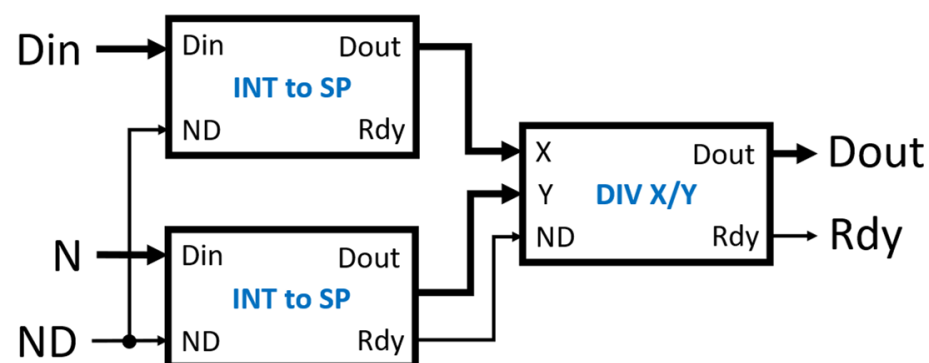 Din
Din
Dout
INT to SP
ND
Rdy
X
Dout
Dout
Y
DIV X/Y
ND
Rdy
Rdy
N
Din
Dout
INT to SP
ND
ND
Rdy